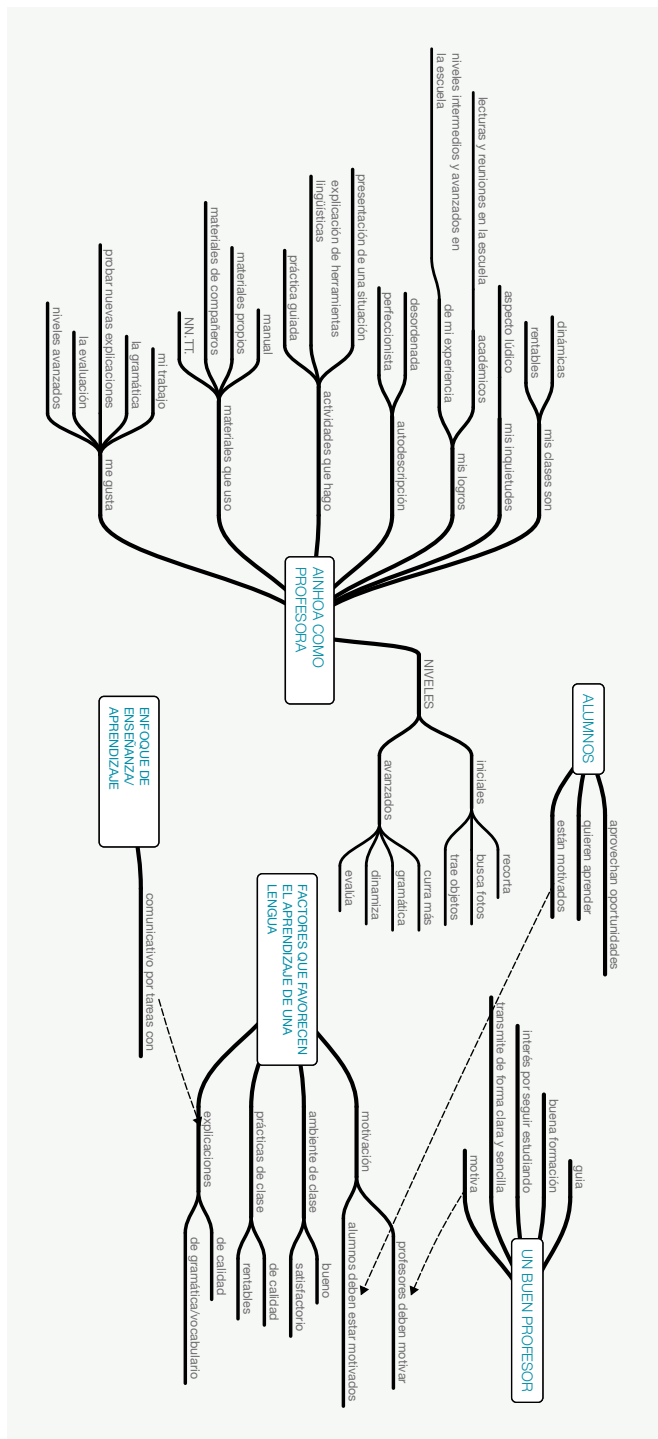 AINHOA COMO
PROFESORA
mis clases son
dinámicas
rentables
mis inquietudes
aspecto lúdico
mis logros
académicos
lecturas y reuniones en la escuela
de mi experiencia
niveles intermedios y avanzados en
la escuela
autodescripción
desordenada
perfeccionista
actividades que hago
presentación de una situación
explicación de herramientas
lingüísticas
práctica guiada
materiales que uso
manual
materiales propios
materiales de compañeros
NN.TT.
me gusta
mi trabajo
la gramática
probar nuevas explicaciones
la evaluación
niveles avanzados
NIVELES
iniciales
recorta
busca fotos
trae objetos
avanzados
curra más
gramática
dinamiza
evalúa
ALUMNOS
aprovechan oportunidades
quieren aprender
están motivados
UN BUEN PROFESOR
guia
buena formación
interés por seguir estudiando
transmite de forma clara y sencilla
motiva
FACTORES QUE FAVORECEN
EL APRENDIZAJE DE UNA
LENGUA
motivación
profesores deben motivar
alumnos deben estar motivados
ambiente de clase
bueno
satisfactorio
prácticas de clase
de calidad
rentables
explicaciones
de calidad
de gramática/vocabulario
ENFOQUE DE
ENSEÑANZA/
APRENDIZAJE
comunicativo por tareas con